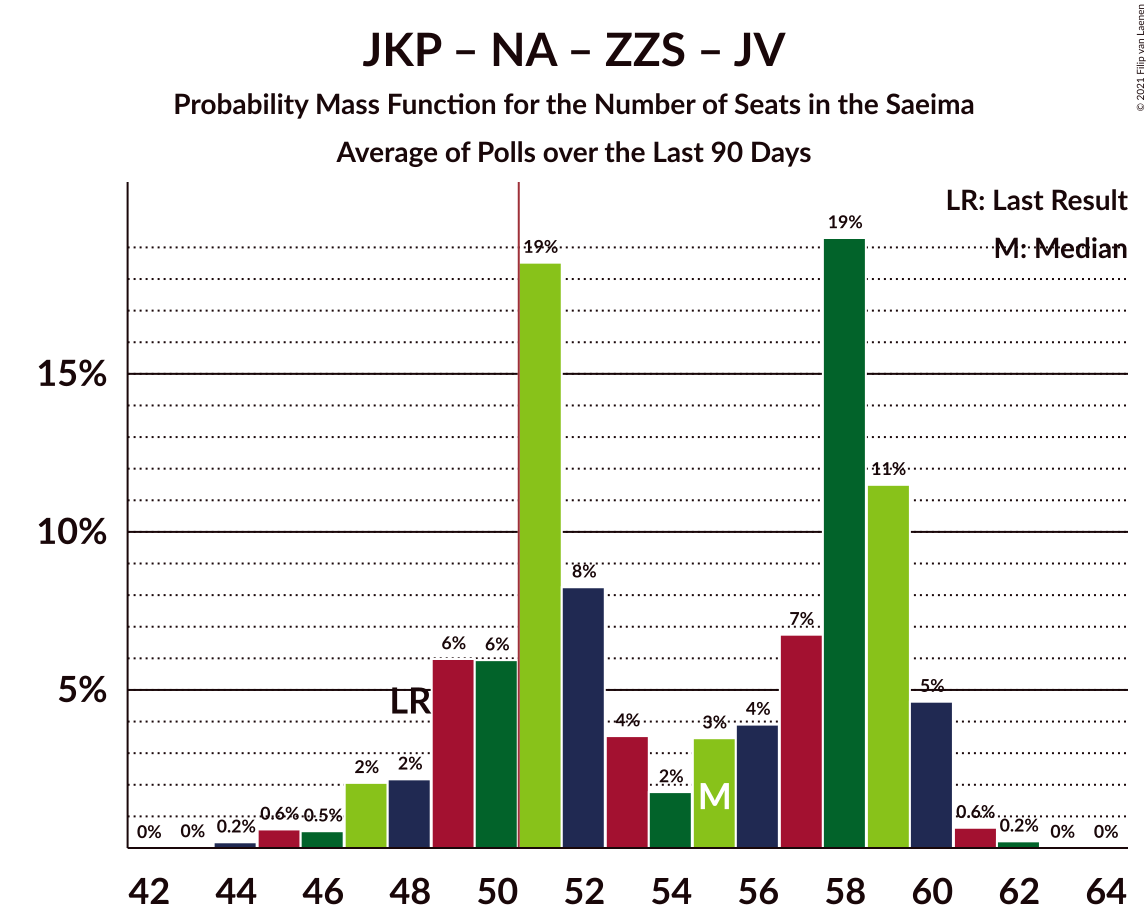 JKP – NA – ZZS – JV
Probability Mass Function for the Number of Seats in the Saeima
Average of Polls over the Last 90 Days
© 2021 Filip van Laenen
LR: Last Result
M: Median
15%
10%
5%
0% 0% 0.2% 0.6% 0.5% 2% 2% 6% 6% 19% 8% 4% 2% 3% 4% 7% 19% 11% 5% 0.6% 0.2% 0% 0%
LR
M
42 44 46 48 50 52 54 56 58 60 62 64